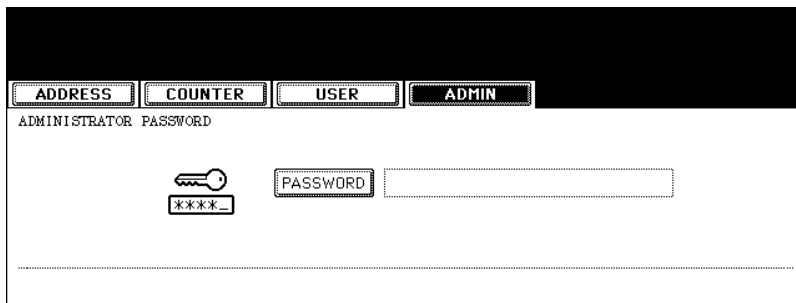 ADDRESS COUNTER USER ADMIN
ADMINISTRATOR PASSWORD
PASSWORD
****_